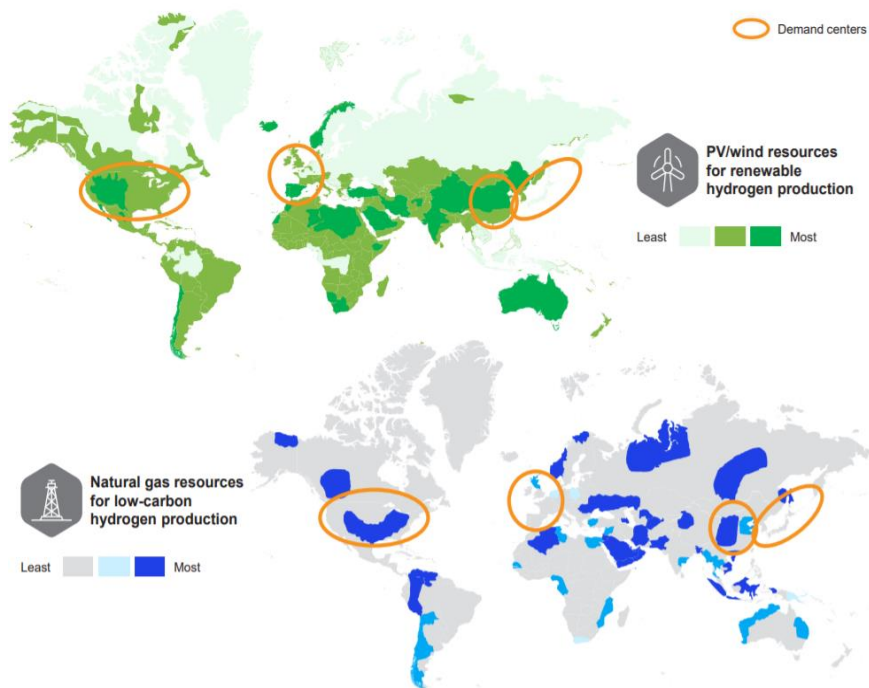 Demand centers
PV/wind resources
for renewable
hydrogen production
Least
Most
Natural gas resources
for low-carbon
hydrogen production
Least
Most